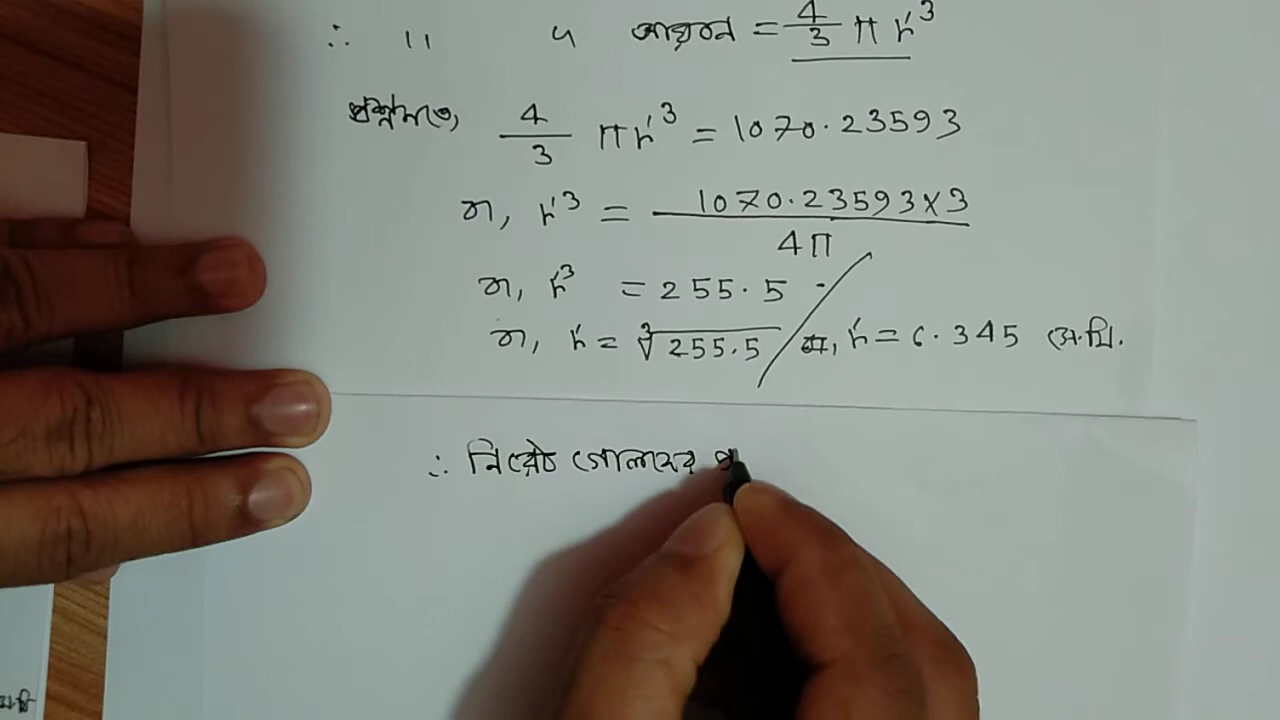 ∴ " " আয়তন = 4/3 π r³
প্রশ্নমতে, 4/3 πr³ = 1070.23593
বা, r³ = 1070.23593×3 / 4π
বা, r³ = 255.5
বা, r = ∛255.5 বা, r = 6.345 সে.মি.
∴ নিরেট গোলকের